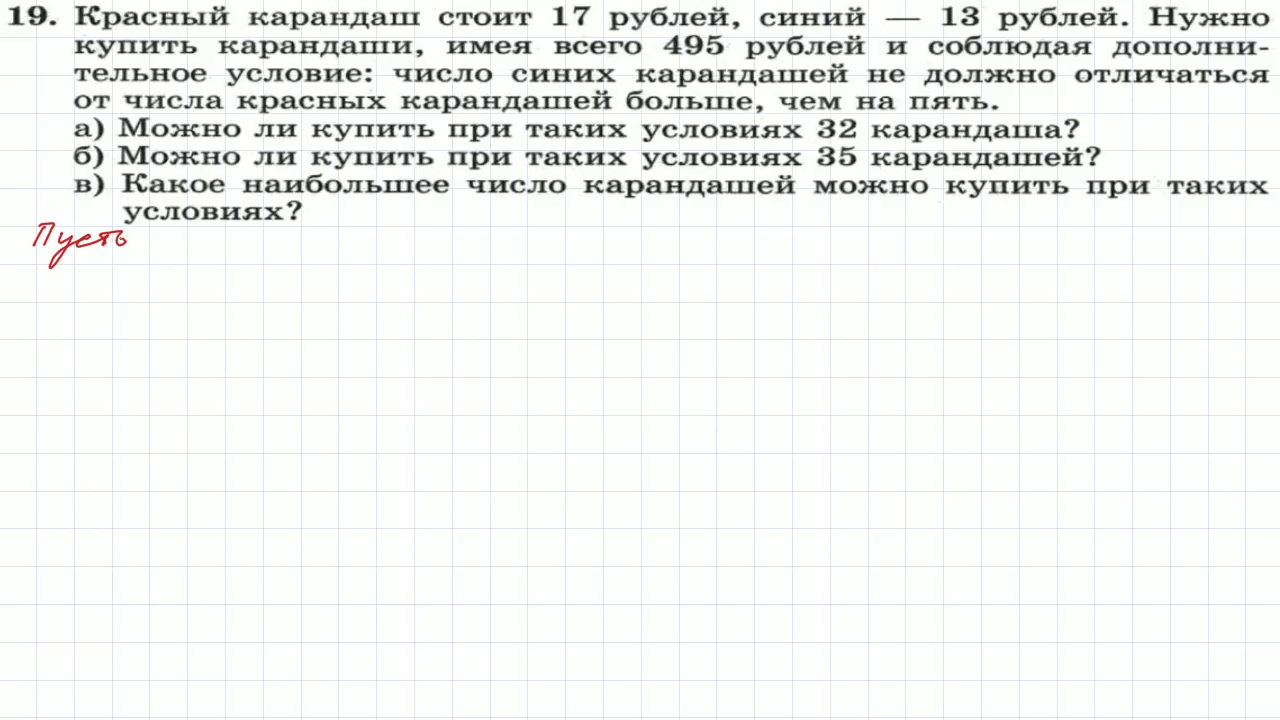 19. Красный карандаш стоит 17 рублей, синий — 13 рублей. Нужно
купить карандаши, имея всего 495 рублей и соблюдая дополни-
тельное условие: число синих карандашей не должно отличаться
от числа красных карандашей больше, чем на пять.
а) Можно ли купить при таких условиях 32 карандаша?
б) Можно ли купить при таких условиях 35 карандашей?
в) Какое наибольшее число карандашей можно купить при таких
условиях?
Пусть